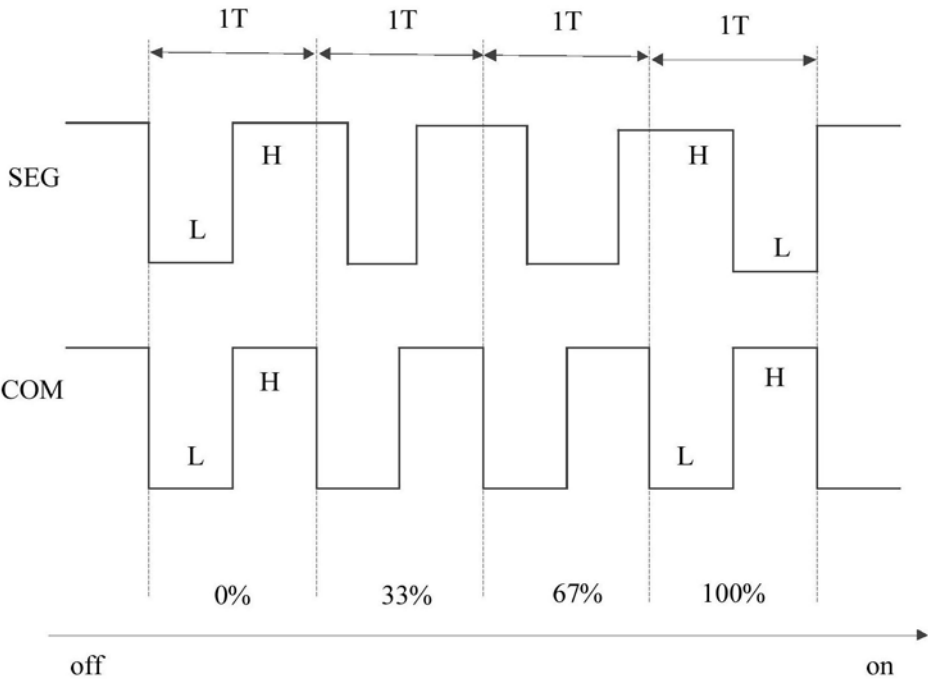 1T 1T 1T 1T
H H
SEG
L L
H H
COM
L L
0% 33% 67% 100%
off on